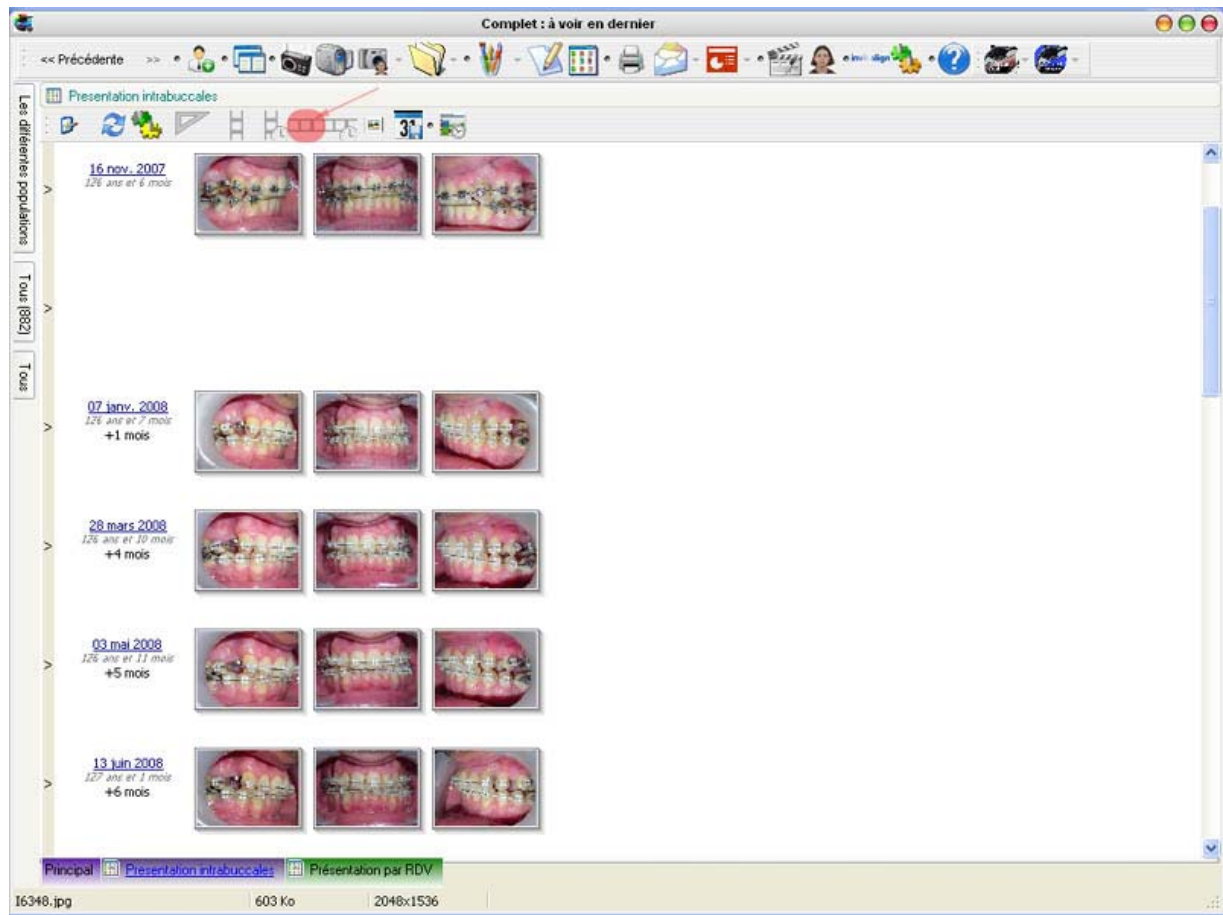 Complet : à voir en dernier
<< Précédente >>
Les différentes populations
Tous (882)
Tous
Presentation intrabuccales
31
16 nov. 2007
126 ans et 6 mois
07 janv. 2008
126 ans et 7 mois
+1 mois
28 mars 2008
126 ans et 10 mois
+4 mois
03 mai 2008
126 ans et 11 mois
+5 mois
13 juin 2008
127 ans et 1 mois
+6 mois
Principal Presentation intrabuccales Présentation par RDV
I6348.jpg 603 Ko 2048x1536